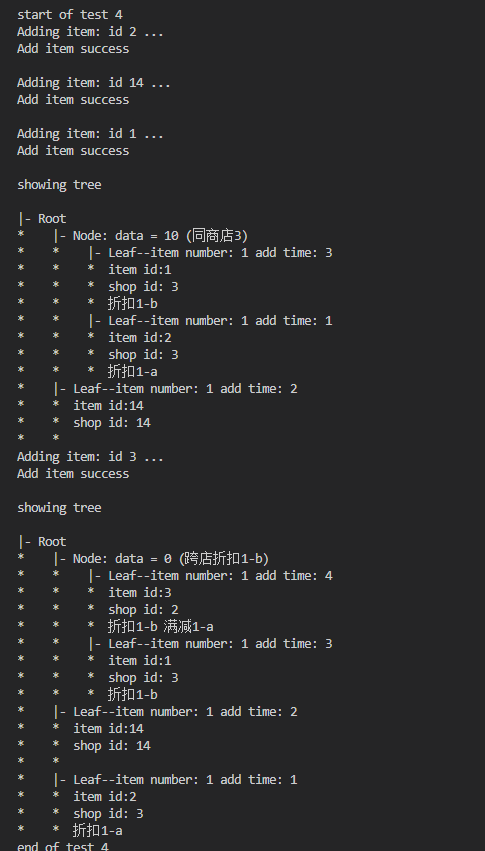 start of test 4
Adding item: id 2 ...
Add item success
Adding item: id 14 ...
Add item success
Adding item: id 1 ...
Add item success
showing tree
|- Root
*    |- Node: data = 10 (同商店3)
*    *    |- Leaf--item number: 1 add time: 3
*    *    *  item id:1
*    *    *  shop id: 3
*    *    *  折扣1-b
*    *    |- Leaf--item number: 1 add time: 1
*    *    *  item id:2
*    *    *  shop id: 3
*    *    *  折扣1-a
*    |- Leaf--item number: 1 add time: 2
*    *  item id:14
*    *  shop id: 14
*    *
Adding item: id 3 ...
Add item success
showing tree
|- Root
*    |- Node: data = 0 (跨店折扣1-b)
*    *    |- Leaf--item number: 1 add time: 4
*    *    *  item id:3
*    *    *  shop id: 2
*    *    *  折扣1-b 满减1-a
*    *    |- Leaf--item number: 1 add time: 3
*    *    *  item id:1
*    *    *  shop id: 3
*    *    *  折扣1-b
*    |- Leaf--item number: 1 add time: 2
*    *  item id:14
*    *  shop id: 14
*    *
*    |- Leaf--item number: 1 add time: 1
*    *  item id:2
*    *  shop id: 3
*    *  折扣1-a
end of test 4